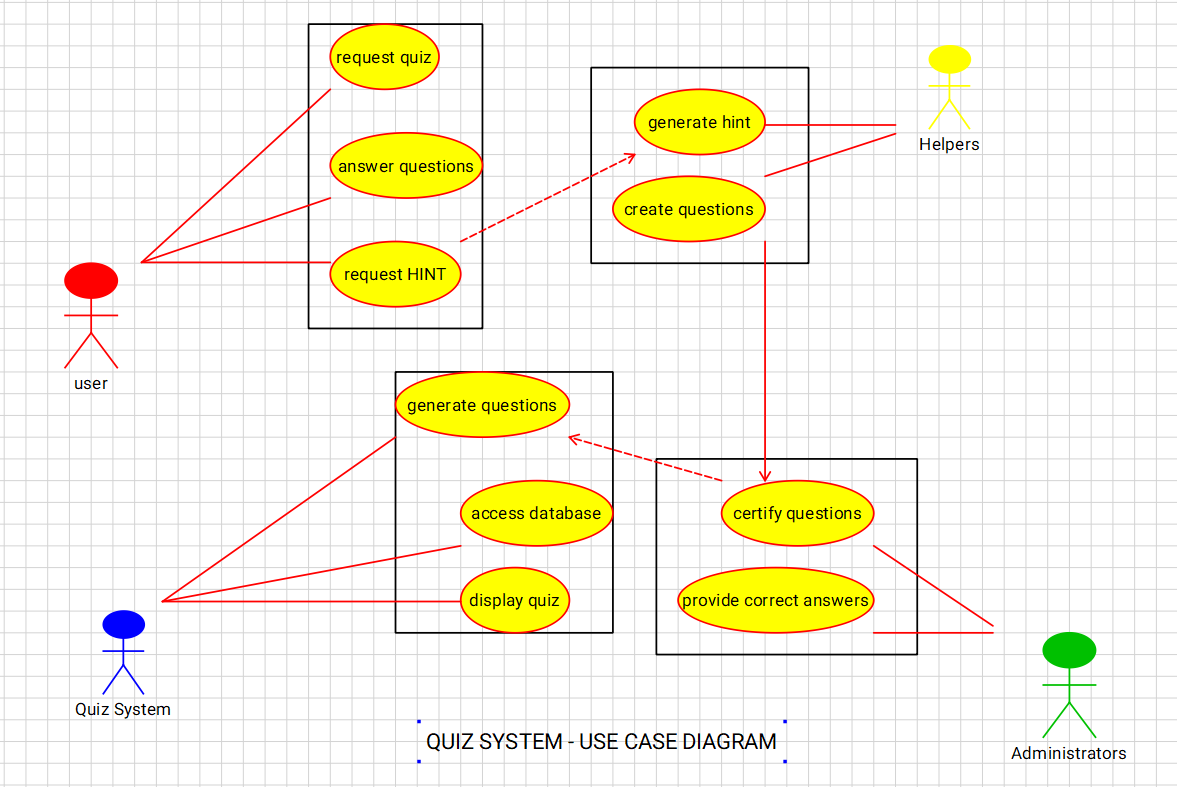 request quiz
answer questions
request HINT
user
generate hint
create questions
Helpers
generate questions
access database
display quiz
Quiz System
certify questions
provide correct answers
Administrators
QUIZ SYSTEM - USE CASE DIAGRAM